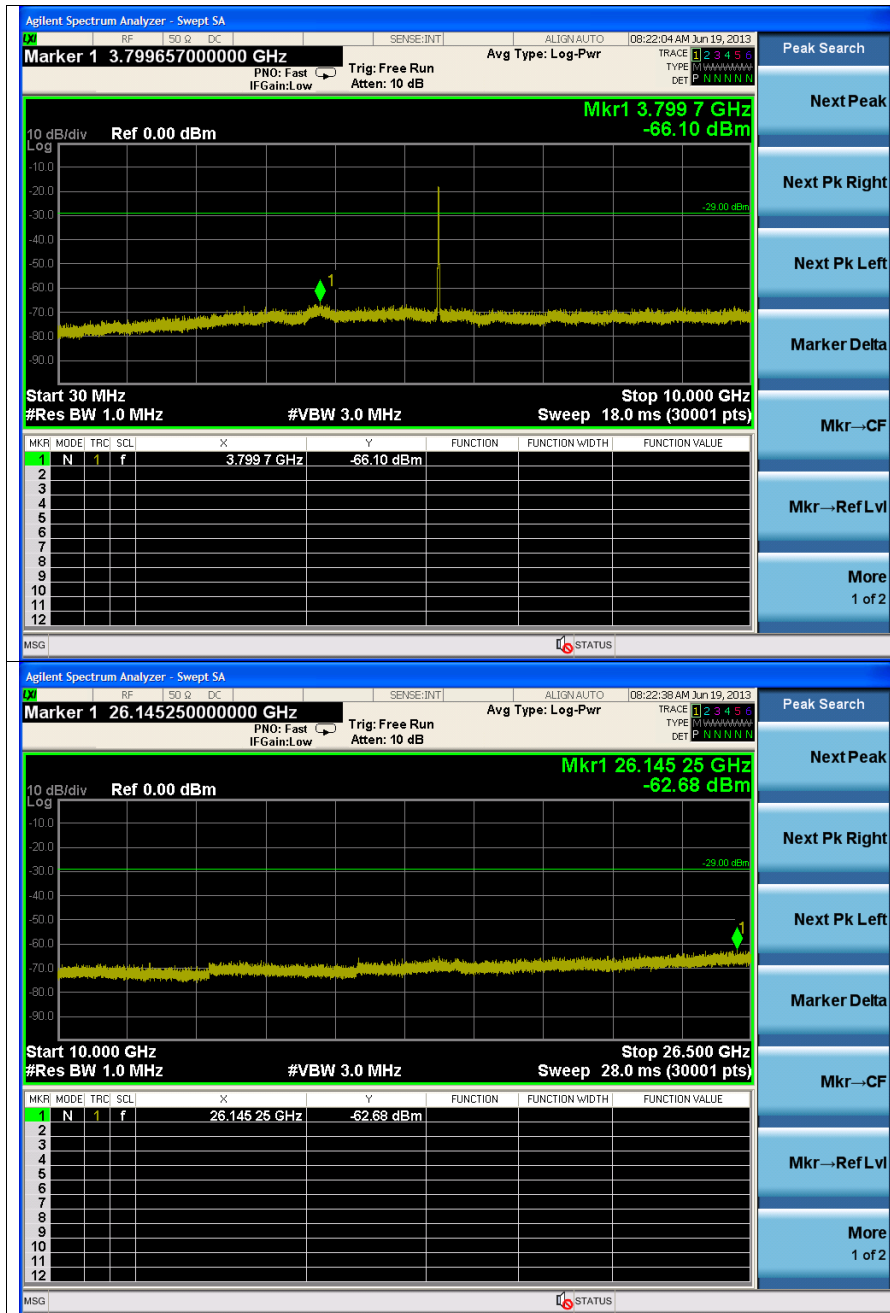 Agilent Spectrum Analyzer - Swept SA
LXI RF 50 Ω DC SENSE:INT ALIGN AUTO 08:22:04 AM Jun 19, 2013
Marker 1 3.799657000000 GHz
PNO: Fast
IFGain:Low
Trig: Free Run
Atten: 10 dB
Avg Type: Log-Pwr
TRACE 1 2 3 4 5 6
TYPE M WWWWW
DET P N N N N N
Peak Search
Mkr1 3.799 7 GHz
-66.10 dBm
10 dB/div Ref 0.00 dBm
Log
-10.0
-20.0
-30.0
-40.0
-50.0
-60.0
-70.0
-80.0
-90.0
-29.00 dBm
1
Start 30 MHz Stop 10.000 GHz
#Res BW 1.0 MHz #VBW 3.0 MHz Sweep 18.0 ms (30001 pts)
MKR MODE TRC SCL X Y FUNCTION FUNCTION WIDTH FUNCTION VALUE
1 N 1 f 3.799 7 GHz -66.10 dBm
2
3
4
5
6
7
8
9
10
11
12
MSG STATUS
Next Peak
Next Pk Right
Next Pk Left
Marker Delta
Mkr→CF
Mkr→Ref Lvl
More
1 of 2
Agilent Spectrum Analyzer - Swept SA
LXI RF 50 Ω DC SENSE:INT ALIGN AUTO 08:22:38 AM Jun 19, 2013
Marker 1 26.145250000000 GHz
PNO: Fast
IFGain:Low
Trig: Free Run
Atten: 10 dB
Avg Type: Log-Pwr
TRACE 1 2 3 4 5 6
TYPE M WWWWW
DET P N N N N N
Peak Search
Mkr1 26.145 25 GHz
-62.68 dBm
10 dB/div Ref 0.00 dBm
Log
-10.0
-20.0
-30.0
-40.0
-50.0
-60.0
-70.0
-80.0
-90.0
-29.00 dBm
1
Start 10.000 GHz Stop 26.500 GHz
#Res BW 1.0 MHz #VBW 3.0 MHz Sweep 28.0 ms (30001 pts)
MKR MODE TRC SCL X Y FUNCTION FUNCTION WIDTH FUNCTION VALUE
1 N 1 f 26.145 25 GHz -62.68 dBm
2
3
4
5
6
7
8
9
10
11
12
MSG STATUS
Next Peak
Next Pk Right
Next Pk Left
Marker Delta
Mkr→CF
Mkr→Ref Lvl
More
1 of 2